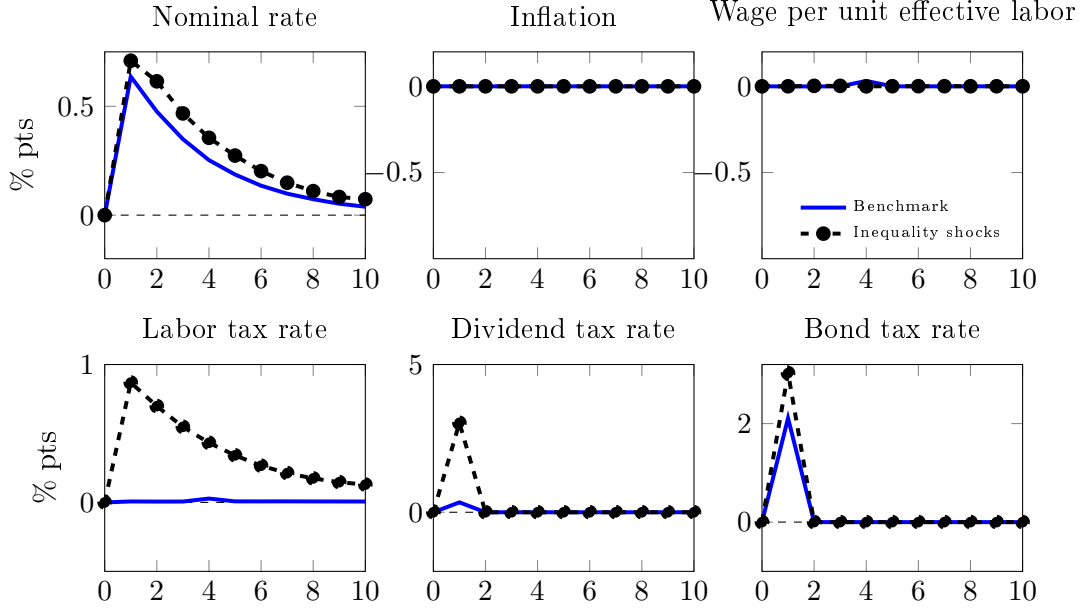 Nominal rate
Inflation
Wage per unit effective labor
% pts
0.5
0
0 2 4 6 8 10
0
−0.5
0 2 4 6 8 10
0
−0.5
Benchmark
Inequality shocks
0 2 4 6 8 10
Labor tax rate
Dividend tax rate
Bond tax rate
% pts
1
0
0 2 4 6 8 10
5
0
0 2 4 6 8 10
2
0
0 2 4 6 8 10